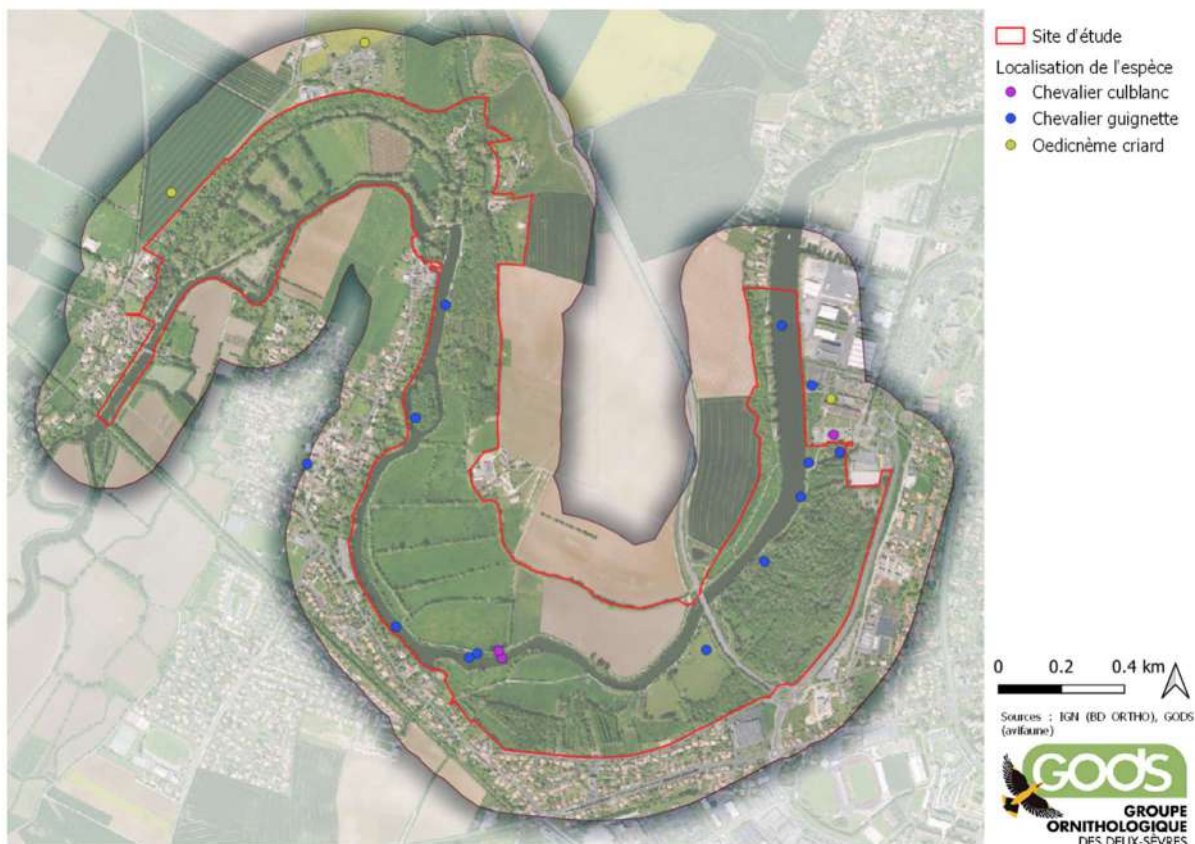 Site d'étude
Localisation de l'espèce
Chevalier culblanc
Chevalier guignette
Oedicnème criard
0 0.2 0.4 km
Sources : IGN (BD ORTHO), GODS
(avifaune)
GODS
GROUPE
ORNITHOLOGIQUE
DES DEUX-SÈVRES